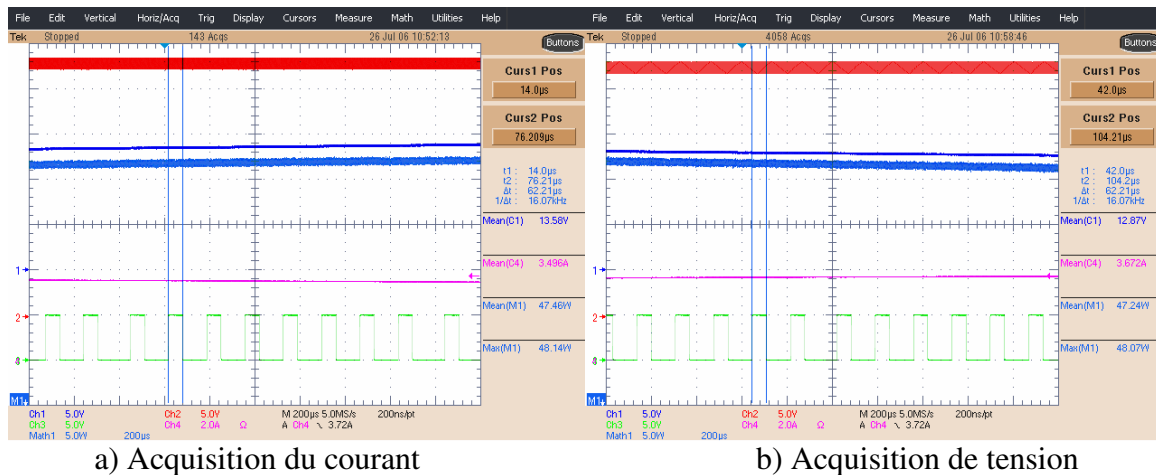 File Edit Vertical Horiz/Acq Trig Display Cursors Measure Math Utilities Help
Tek Stopped 143 Acqs 26 Jul 06 10:52:13
Buttons
Curs1 Pos
14.0µs
Curs2 Pos
76.209µs
t1 : 14.0µs
t2 : 76.21µs
Δt : 62.21µs
1/Δt : 16.07kHz
Mean(C1) 13.58V
Mean(C4) 3.496A
Mean(M1) 47.46W
Max(M1) 48.14W
1
2
4
M1
Ch1 5.0V Ch2 5.0V M 200µs 5.0MS/s 200ns/pt
Ch3 5.0V Ch4 2.0A Ω A Ch4 ∖ 3.72A
Math1 5.0W 200µs
a) Acquisition du courant
File Edit Vertical Horiz/Acq Trig Display Cursors Measure Math Utilities Help
Tek Stopped 4058 Acqs 26 Jul 06 10:58:46
Buttons
Curs1 Pos
42.0µs
Curs2 Pos
104.21µs
t1 : 42.0µs
t2 : 104.2µs
Δt : 62.21µs
1/Δt : 16.07kHz
Mean(C1) 12.87V
Mean(C4) 3.672A
Mean(M1) 47.24W
Max(M1) 48.07W
1
2
4
M1
Ch1 5.0V Ch2 5.0V M 200µs 5.0MS/s 200ns/pt
Ch3 5.0V Ch4 2.0A Ω A Ch4 ∖ 3.72A
Math1 5.0W 200µs
b) Acquisition de tension